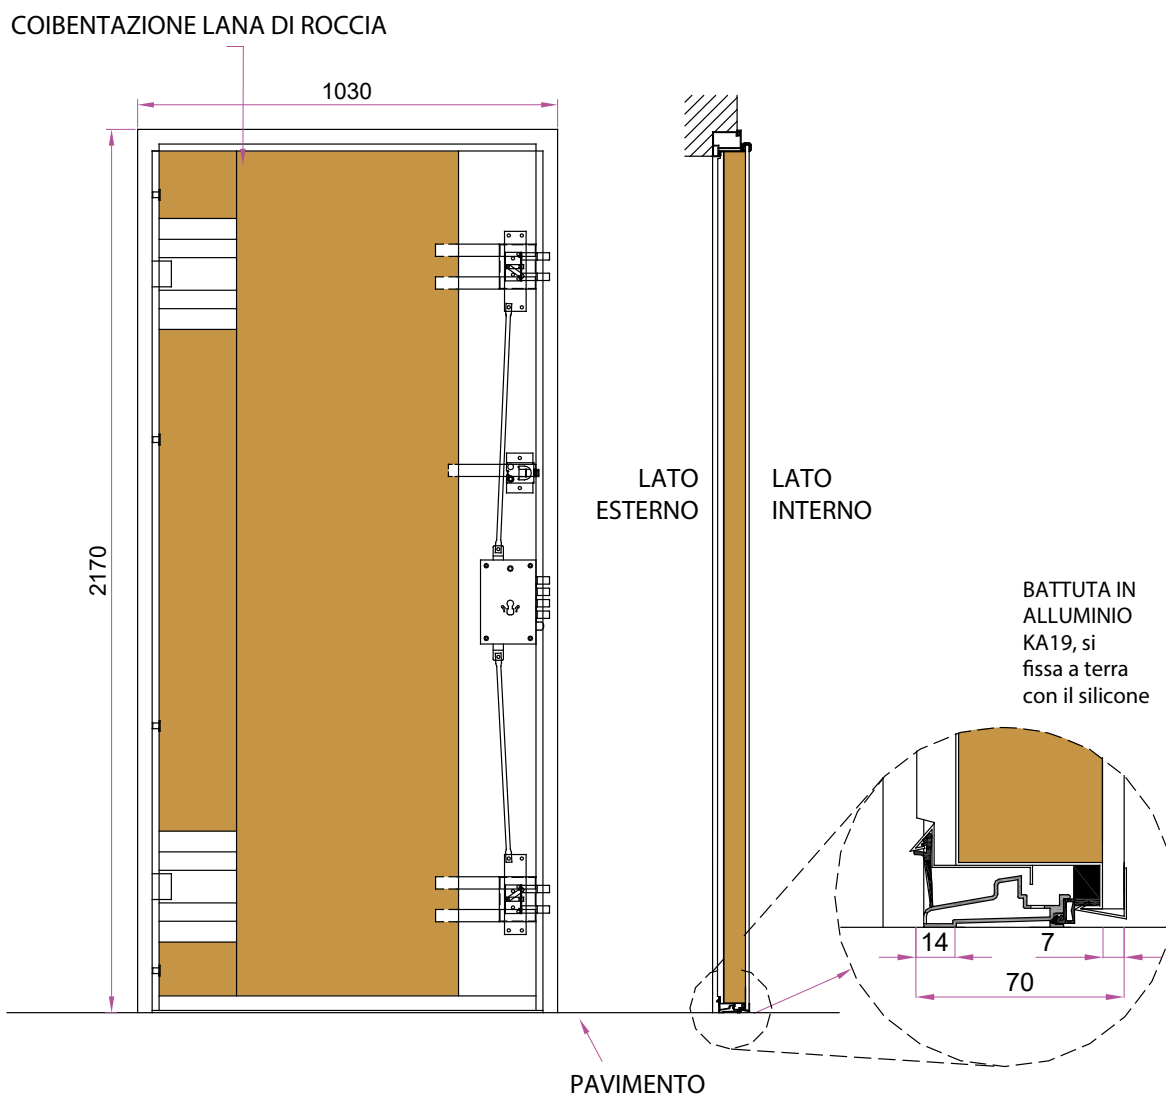 COIBENTAZIONE LANA DI ROCCIA
1030
2170
LATO
ESTERNO
LATO
INTERNO
BATTUTA IN
ALLUMINIO
KA19, si
fissa a terra
con il silicone
14
7
70
PAVIMENTO